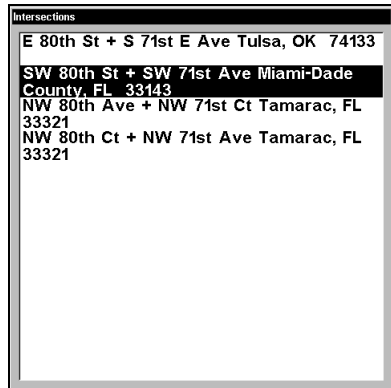 Intersections
E 80th St + S 71st E Ave Tulsa, OK 74133
SW 80th St + SW 71st Ave Miami-Dade
County, FL 33143
NW 80th Ave + NW 71st Ct Tamarac, FL
33321
NW 80th Ct + NW 71st Ave Tamarac, FL
33321